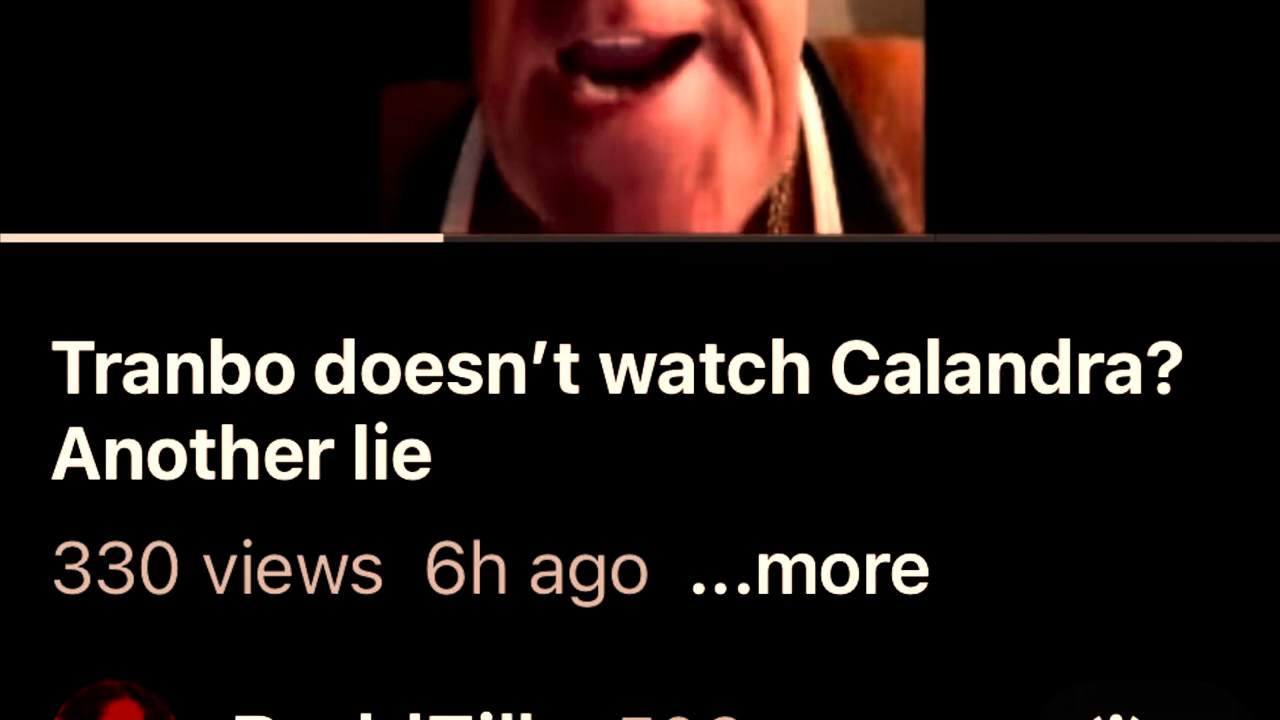 Tranbo doesn’t watch Calandra?
Another lie
330 views 6h ago ...more